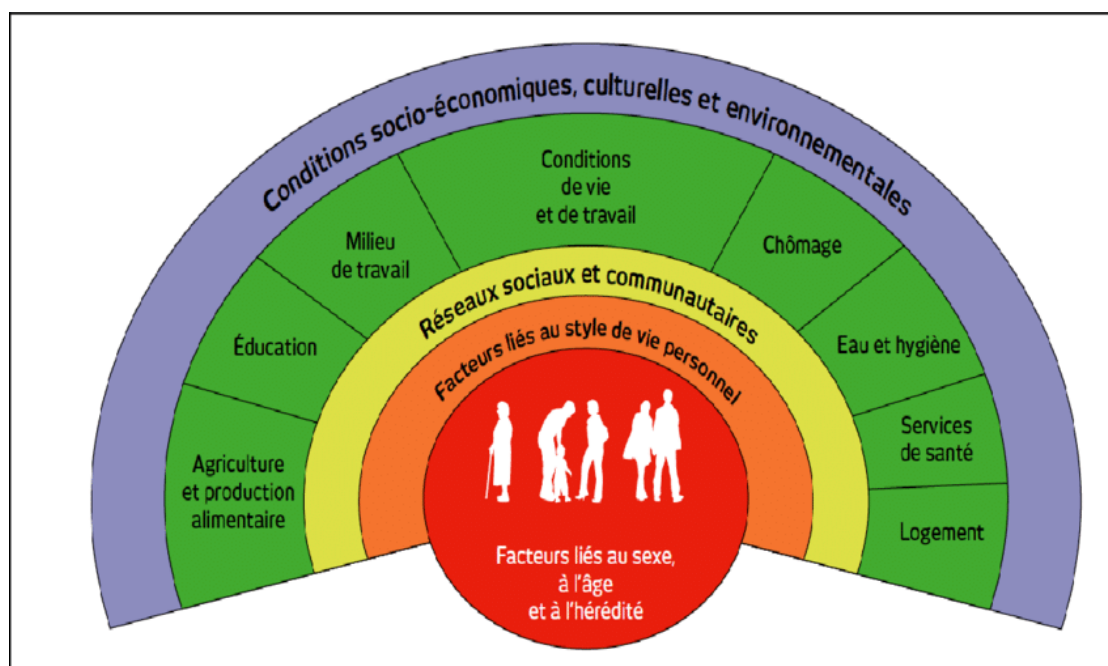 Conditions socio-économiques, culturelles et environnementales
Conditions
de vie
et de travail
Milieu
de travail
Chômage
Éducation
Eau et hygiène
Agriculture
et production
alimentaire
Services
de santé
Logement
Réseaux sociaux et communautaires
Facteurs liés au style de vie personnel
Facteurs liés au sexe,
à l'âge
et à l'hérédité